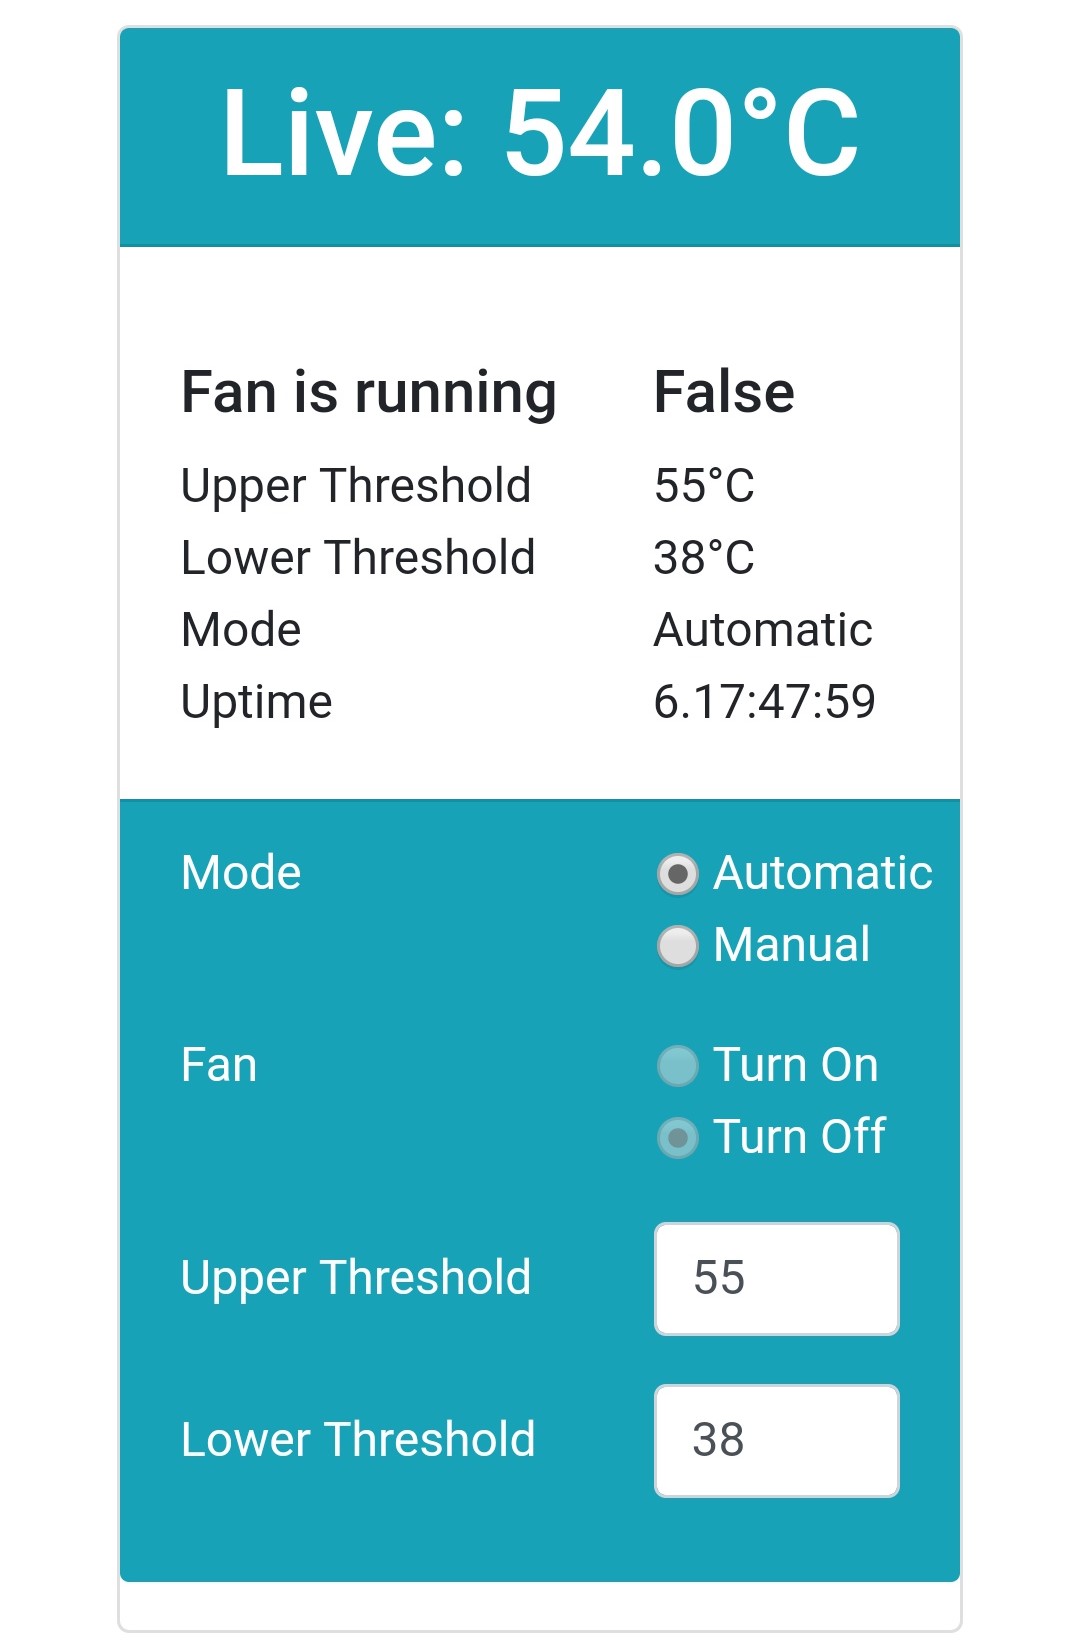 Live: 54.0°C
Fan is running False
Upper Threshold 55°C
Lower Threshold 38°C
Mode Automatic
Uptime 6.17:47:59
Mode Automatic
Manual
Fan Turn On
Turn Off
Upper Threshold 55
Lower Threshold 38